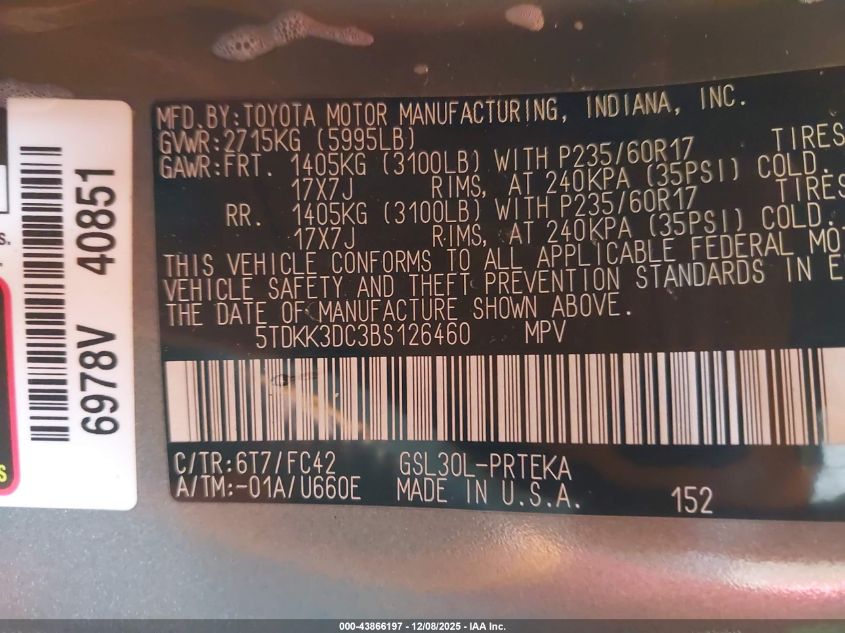 MFD.BY:TOYOTA MOTOR MANUFACTURING, INDIANA, INC.
GVWR:2715KG (5995LB)
GAWR:FRT. 1405KG (3100LB) WITH P235/60R17 TIRES
17X7J RIMS, AT 240KPA (35PSI) COLD.
RR. 1405KG (3100LB) WITH P235/60R17 TIRES
17X7J RIMS, AT 240KPA (35PSI) COLD.
THIS VEHICLE CONFORMS TO ALL APPLICABLE FEDERAL MOT
VEHICLE SAFETY AND THEFT PREVENTION STANDARDS IN E
THE DATE OF MANUFACTURE SHOWN ABOVE.
5TDKK3DC3BS126460 MPV
C/TR:6T7/FC42 GSL30L-PRTEKA
A/TM:-01A/U660E MADE IN U.S.A. 152
6978V 40851
S.
S
000-43866197 - 12/08/2025 - IAA Inc.